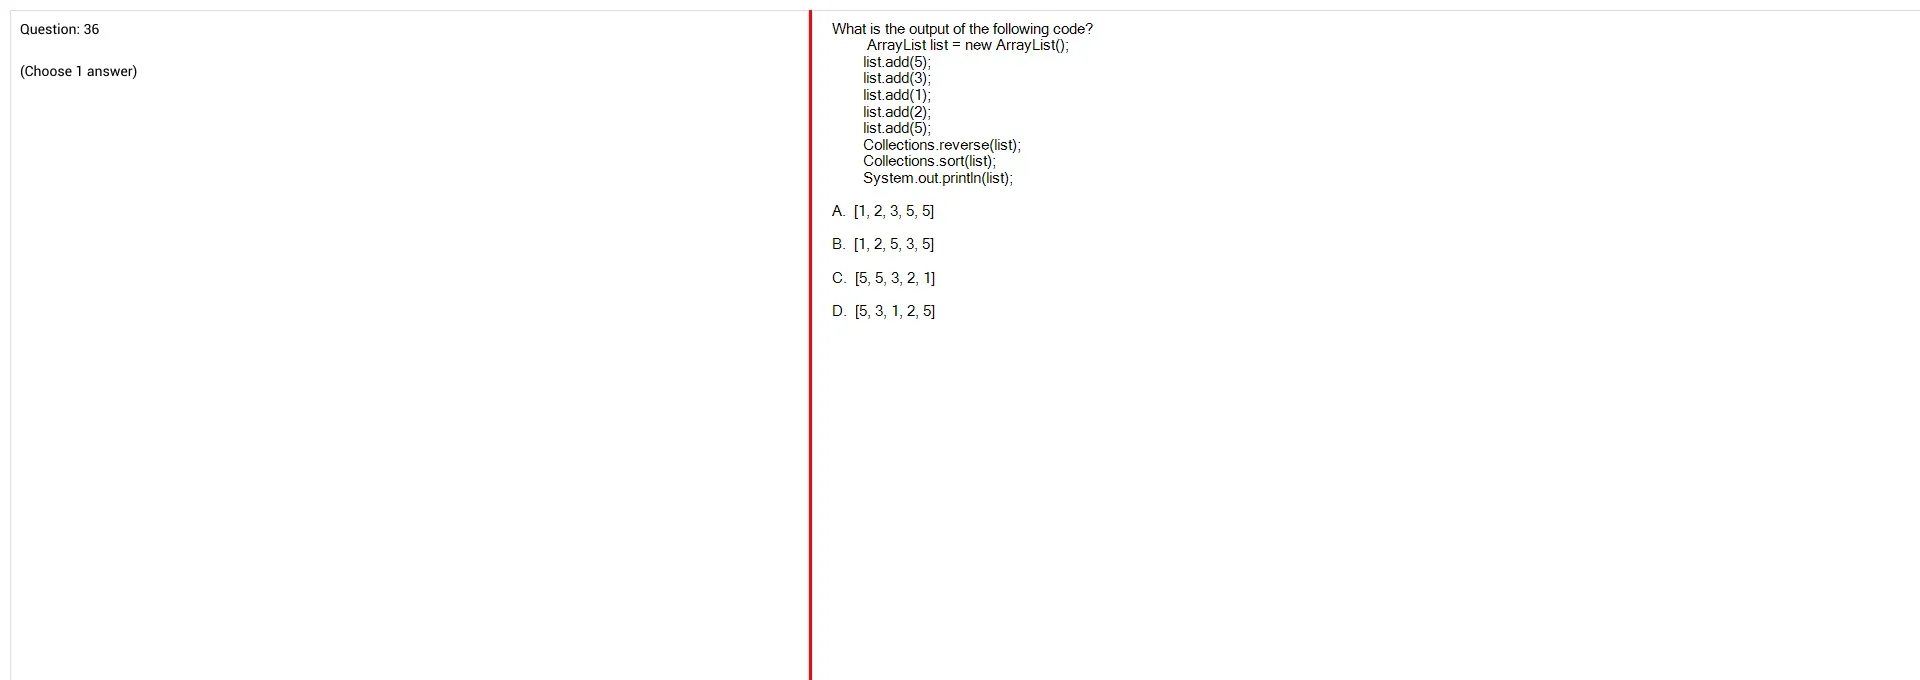 Question: 36
(Choose 1 answer)
What is the output of the following code?
ArrayList list = new ArrayList();
list.add(5);
list.add(3);
list.add(1);
list.add(2);
list.add(5);
Collections.reverse(list);
Collections.sort(list);
System.out.println(list);
A. [1, 2, 3, 5, 5]
B. [1, 2, 5, 3, 5]
C. [5, 5, 3, 2, 1]
D. [5, 3, 1, 2, 5]